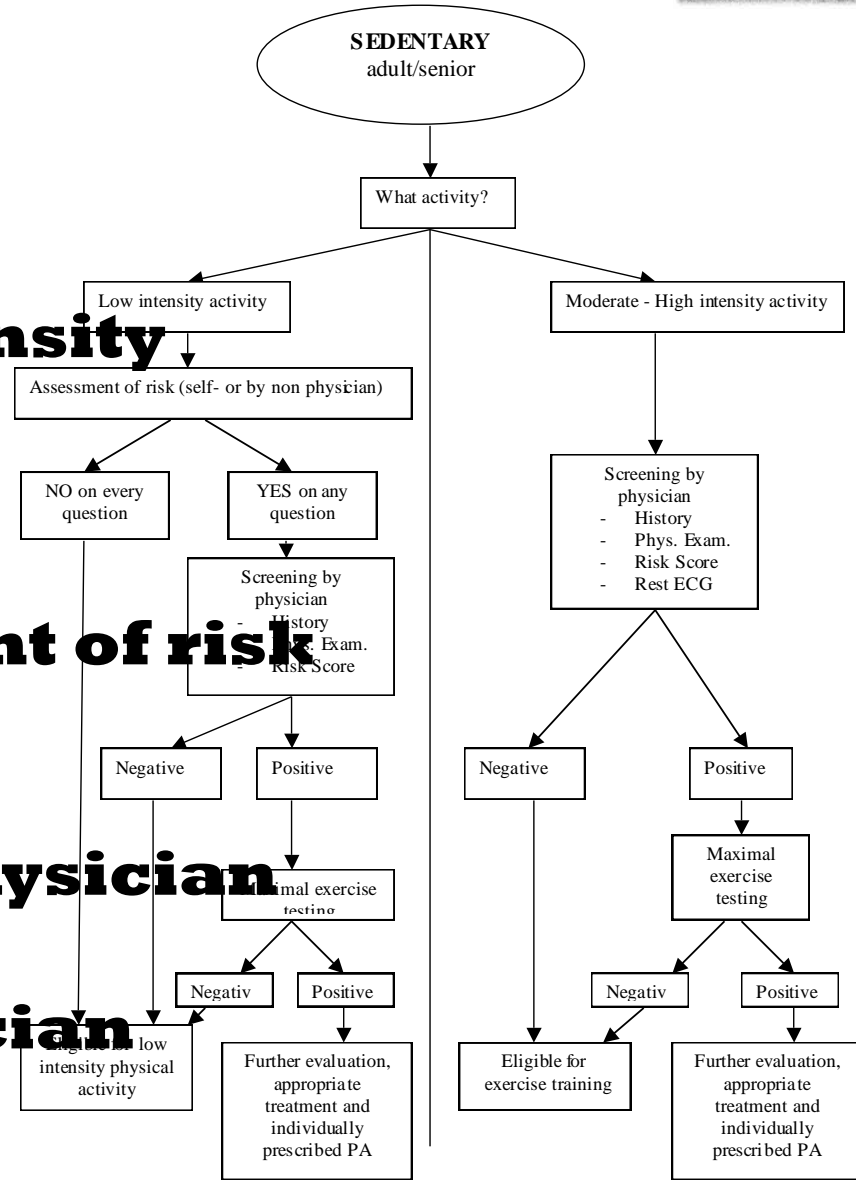 SEDENTARY
adult/senior
What activity?
Low intensity activity
Moderate - High intensity activity
nsity
Assessment of risk (self- or by non physician)
NO on every
question
YES on any
question
Screening by
physician
- History
- Phys. Exam.
- Risk Score
- Rest ECG
Screening by
physician
- History
- Exam.
- Risk Score
nt of risk
Negative
Positive
Negative
Positive
ysician
Maximal exercise
testing
Maximal
exercise
testing
Negativ
Positive
Negativ
Positive
cian
Eligible for low
intensity physical
activity
Further evaluation,
appropriate
treatment and
individually
prescribed PA
Eligible for
exercise training
Further evaluation,
appropriate
treatment and
individually
prescribed PA